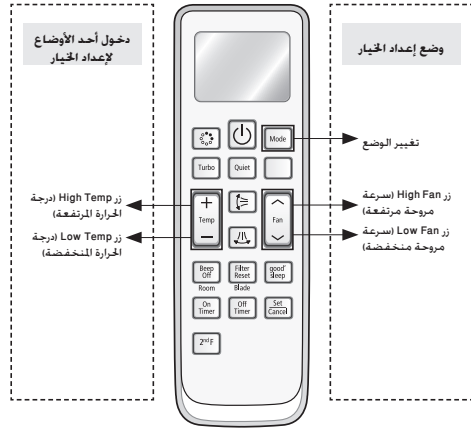 دخول أحد الأوضاع
لإعداد الخيار
وضع إعداد الخيار
Mode
تغيير الوضع
Turbo
Quiet
زر High Temp (درجة
الحرارة المرتفعة)
زر Low Temp (درجة
الحرارة المنخفضة)
+
Temp
−
Fan
زر High Fan (سرعة
مروحة مرتفعة)
زر Low Fan (سرعة
مروحة منخفضة)
Beep
Off
Filter
Reset
good'
sleep
Room
Blade
On
Timer
Off
Timer
Set
Cancel
2nd F